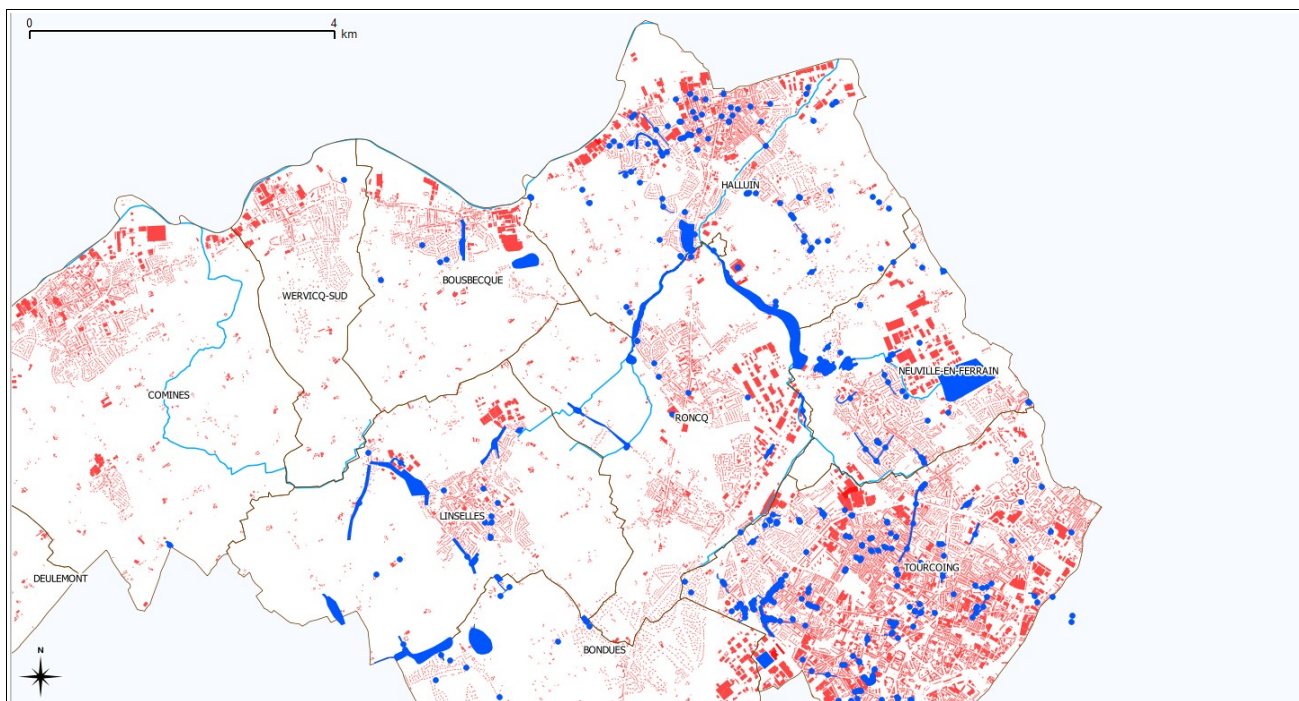 0 4
km
HALLUIN
BOUSBECQUE
WERVICQ-SUD
NEUVILLE-EN-FERRAIN
COMINES
RONCQ
LINSELLES
TOURCOING
DEULEMONT
BONDUES
N